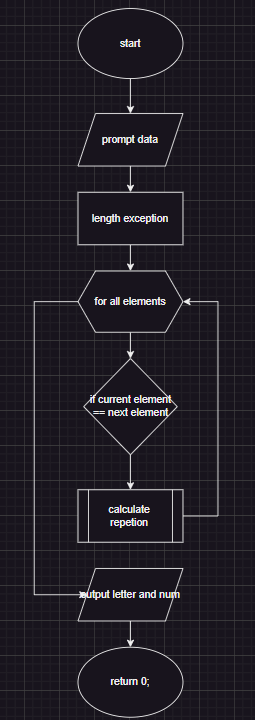 start
prompt data
length exception
for all elements
if current element
== next element
calculate
repetion
output letter and num
return 0;